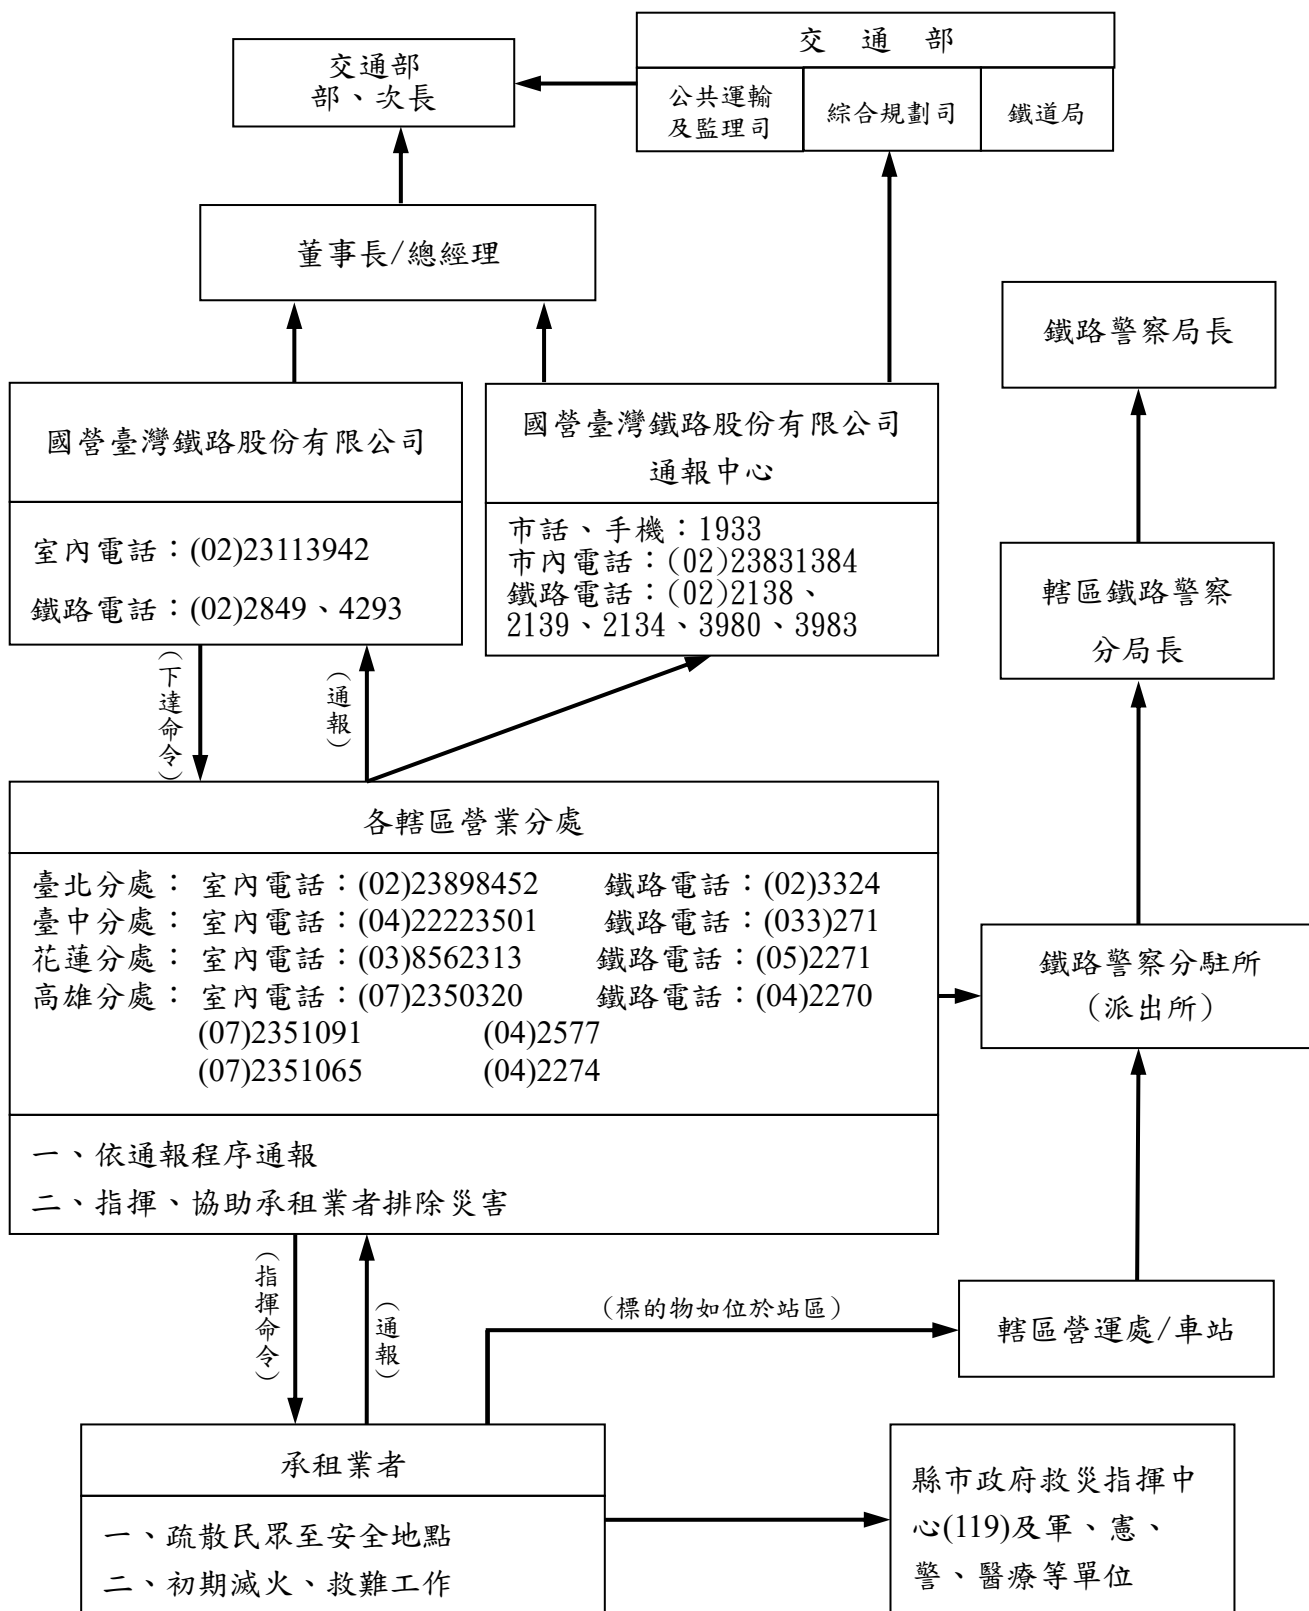 交通部
公共運輸
及監理司
綜合規劃司
鐵道局
交通部
部、次長
董事長/總經理
鐵路警察局長
國營臺灣鐵路股份有限公司
室內電話：(02)23113942
鐵路電話：(02)2849、4293
國營臺灣鐵路股份有限公司
通報中心
市話、手機：1933
市內電話：(02)23831384
鐵路電話：(02)2138、
2139、2134、3980、3983
轄區鐵路警察
分局長
（下達命令）
（通報）
各轄區營業分處
臺北分處： 室內電話：(02)23898452 鐵路電話：(02)3324
臺中分處： 室內電話：(04)22223501 鐵路電話：(033)271
花蓮分處： 室內電話：(03)8562313 鐵路電話：(05)2271
高雄分處： 室內電話：(07)2350320 鐵路電話：(04)2270
(07)2351091 (04)2577
(07)2351065 (04)2274
一、依通報程序通報
二、指揮、協助承租業者排除災害
鐵路警察分駐所
（派出所）
（指揮命令）
（通報）
（標的物如位於站區）
轄區營運處/車站
承租業者
一、疏散民眾至安全地點
二、初期滅火、救難工作
縣市政府救災指揮中
心(119)及軍、憲、
警、醫療等單位